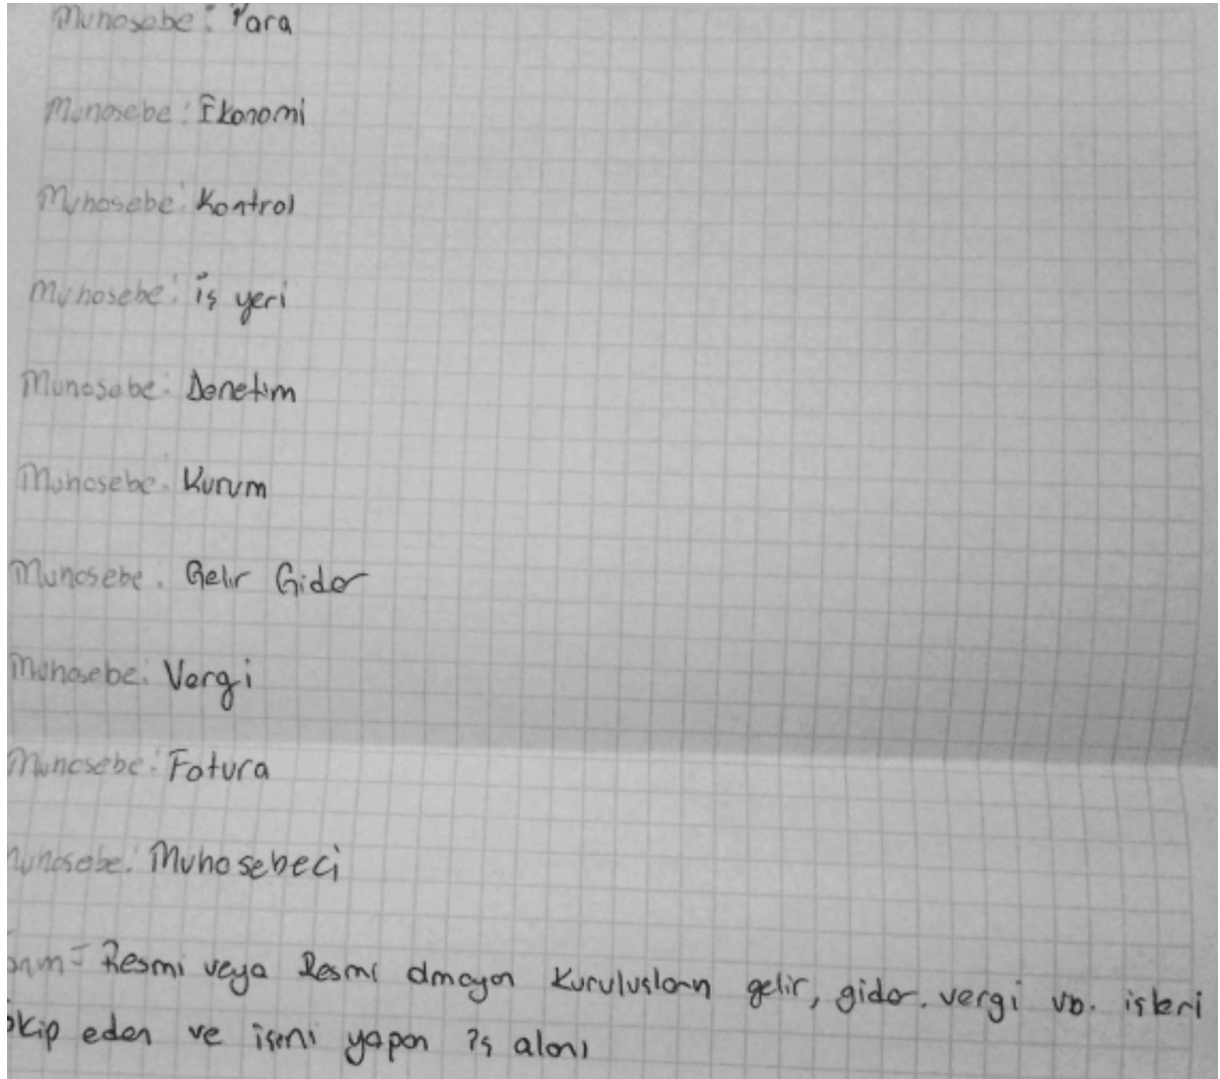 Muhasebe: Para
Muhasebe: Ekonomi
Muhasebe: Kontrol
Muhasebe: iş yeri
Muhasebe: Denetim
Muhasebe: Kurum
Muhasebe: Gelir Gider
Muhasebe: Vergi
Muhasebe: Fatura
Muhasebe: Muhasebeci
Resmi veya Resmi olmayan Kuruluşların gelir, gider, vergi vb. işleri
eden ve işini yapan iş alanı